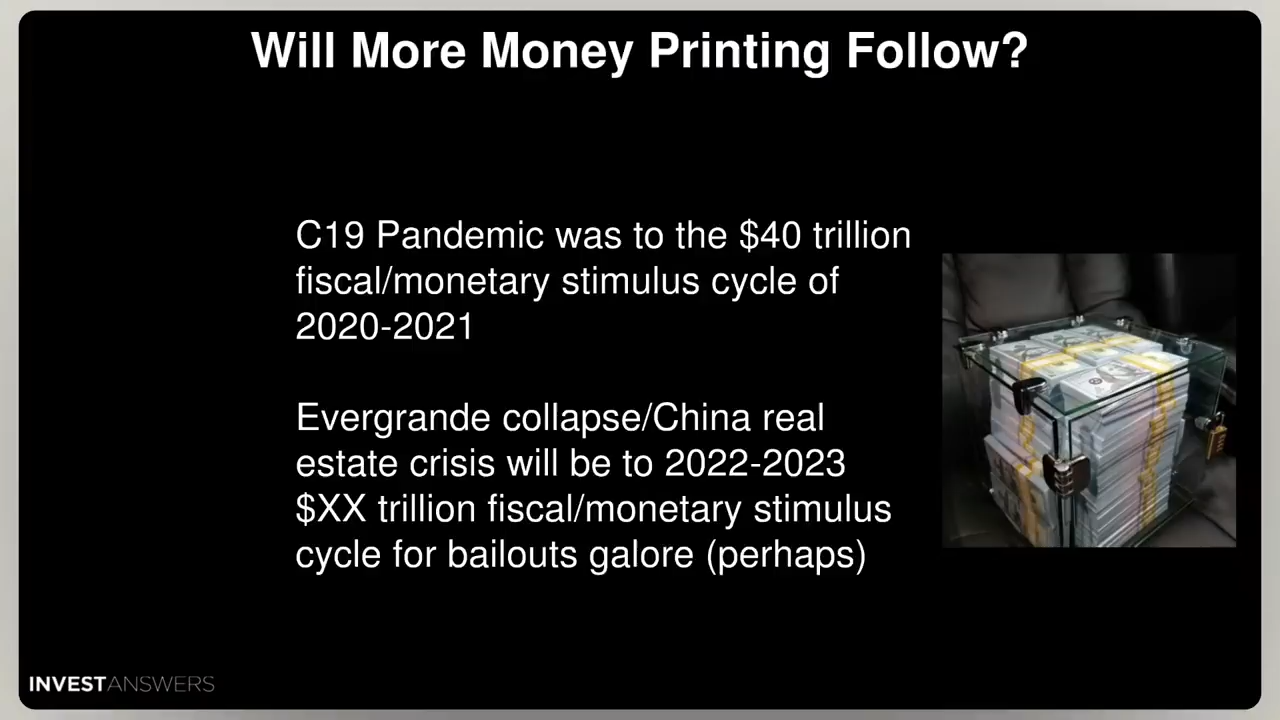 Will More Money Printing Follow?
C19 Pandemic was to the $40 trillion
fiscal/monetary stimulus cycle of
2020-2021
Evergrande collapse/China real
estate crisis will be to 2022-2023
$XX trillion fiscal/monetary stimulus
cycle for bailouts galore (perhaps)
INVESTANSWERS